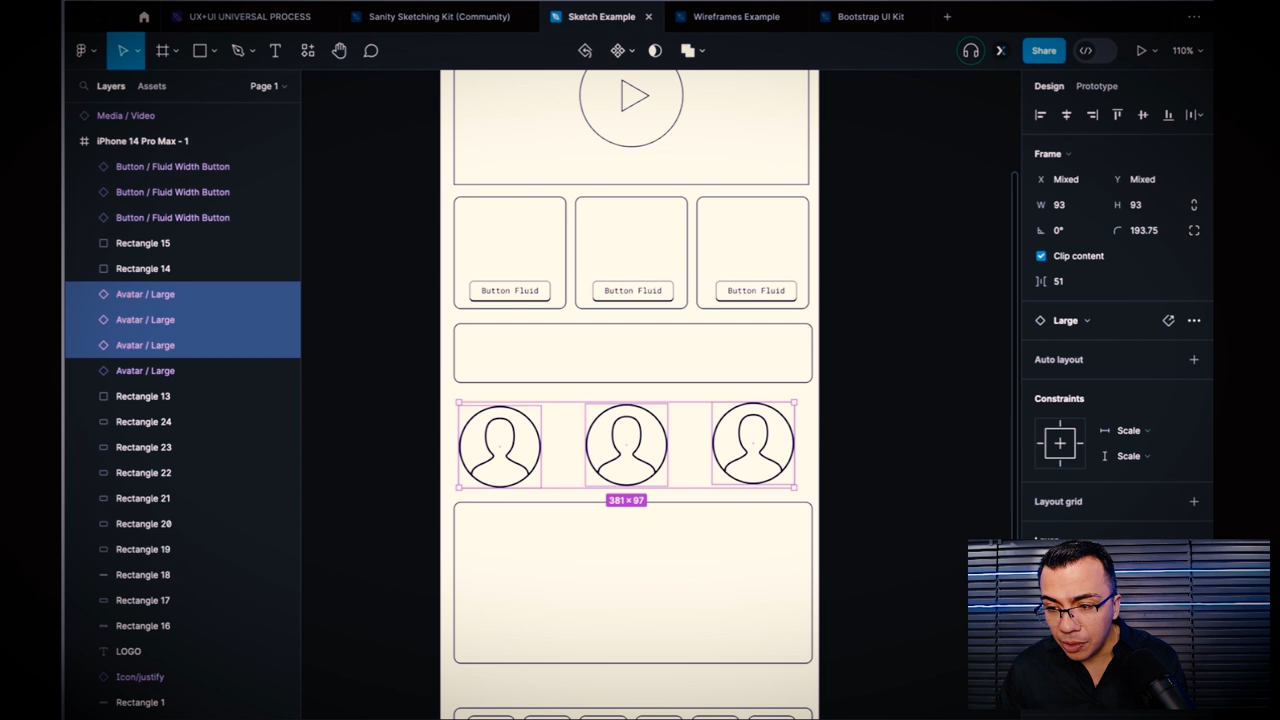 UX+UI UNIVERSAL PROCESS
Sanity Sketching Kit (Community)
Sketch Example
Wireframes Example
Bootstrap UI Kit
Share
110%
Layers
Assets
Page 1
Media / Video
iPhone 14 Pro Max - 1
Button / Fluid Width Button
Button / Fluid Width Button
Button / Fluid Width Button
Rectangle 15
Rectangle 14
Avatar / Large
Avatar / Large
Avatar / Large
Avatar / Large
Rectangle 13
Rectangle 24
Rectangle 23
Rectangle 22
Rectangle 21
Rectangle 20
Rectangle 19
Rectangle 18
Rectangle 17
Rectangle 16
LOGO
Icon/justify
Rectangle 1
Button Fluid
Button Fluid
Button Fluid
381 × 97
Design
Prototype
Frame
X Mixed
Y Mixed
W 93
H 93
0°
193.75
Clip content
51
Large
Auto layout
Constraints
Scale
Scale
Layout grid